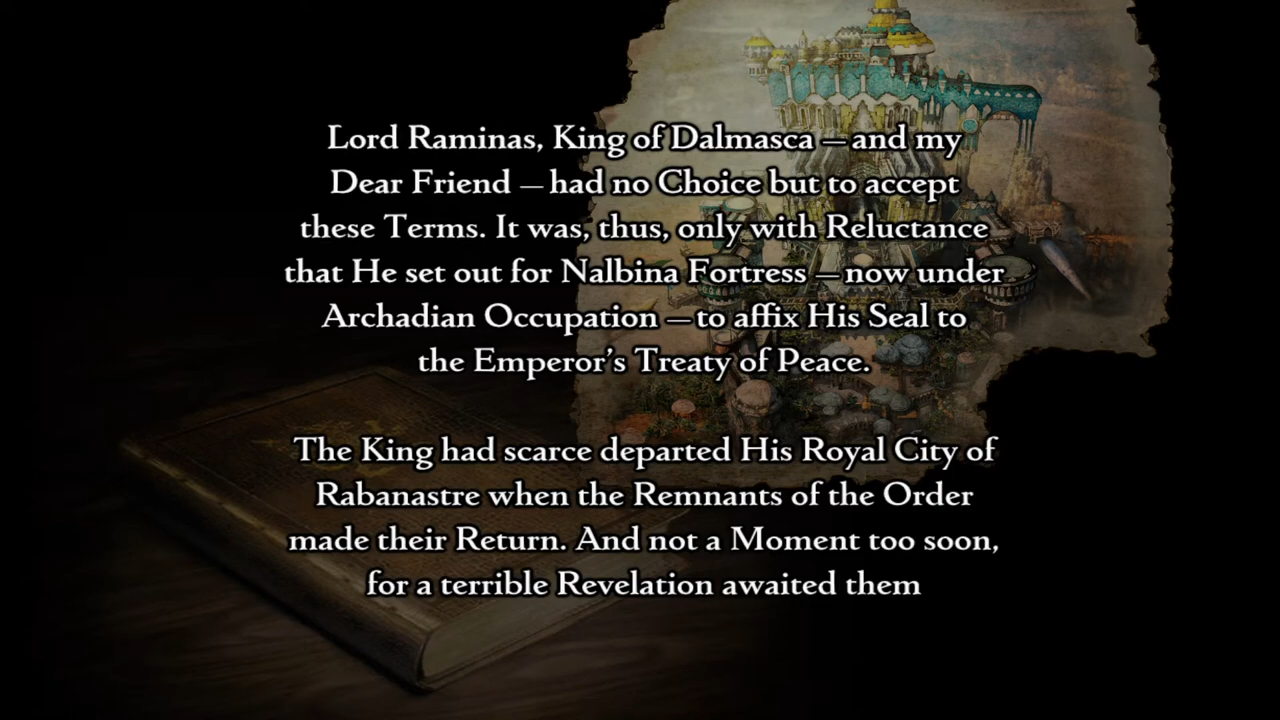 Lord Raminas, King of Dalmasca – and my
Dear Friend – had no Choice but to accept
these Terms. It was, thus, only with Reluctance
that He set out for Nalbina Fortress – now under
Archadian Occupation – to affix His Seal to
the Emperor’s Treaty of Peace.
The King had scarce departed His Royal City of
Rabanastre when the Remnants of the Order
made their Return. And not a Moment too soon,
for a terrible Revelation awaited them